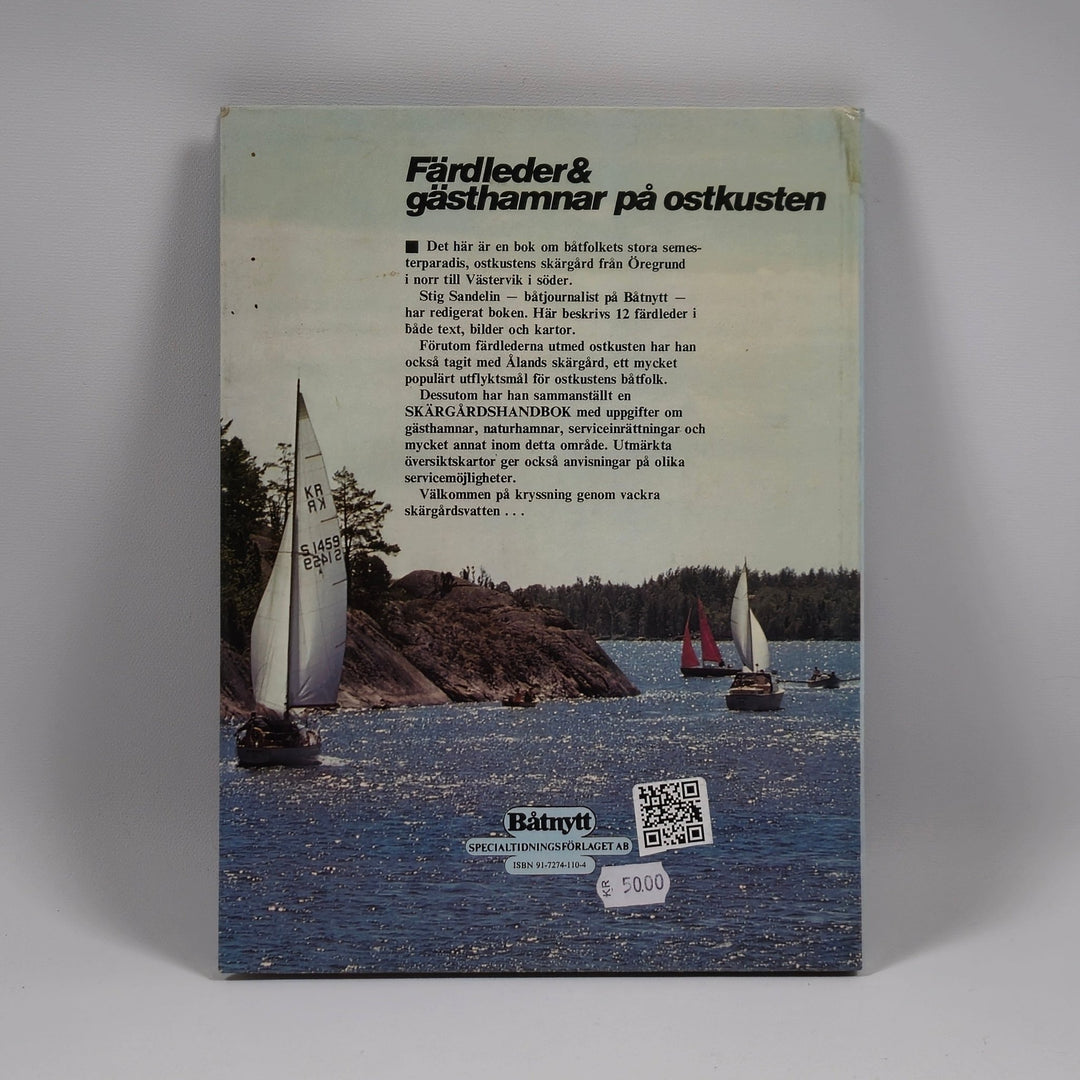 Färdleder&
gästhamnar på ostkusten
■ Det här är en bok om båtfolkets stora semes-
terparadis, ostkustens skärgård från Öregrund
i norr till Västervik i söder.
Stig Sandelin — båtjournalist på Båtnytt —
har redigerat boken. Här beskrivs 12 färdleder i
både text, bilder och kartor.
Förutom färdlederna utmed ostkusten har han
också tagit med Ålands skärgård, ett mycket
populärt utflyktsmål för ostkustens båtfolk.
Dessutom har han sammanställt en
SKÄRGÅRDSHANDBOK med uppgifter om
gästhamnar, naturhamnar, serviceinrättningar och
mycket annat inom detta område. Utmärkta
översiktskartor ger också anvisningar på olika
servicemöjligheter.
Välkommen på kryssning genom vackra
skärgårdsvatten . . .
KR
S 1459
Båtnytt
SPECIALTIDNINGSFÖRLAGET AB
ISBN 91-7274-110-4
KR 50.00